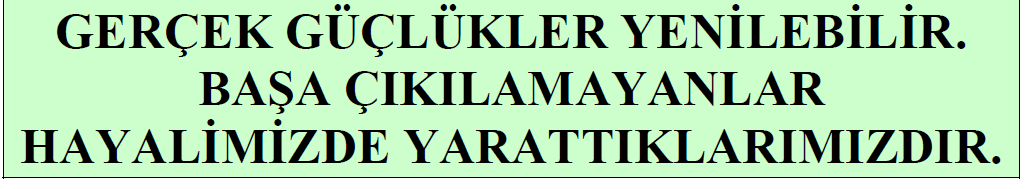 GERÇEK GÜÇLÜKLER YENİLEBİLİR.
BAŞA ÇIKILAMAYANLAR
HAYALİMİZDE YARATTIKLARIMIZDIR.